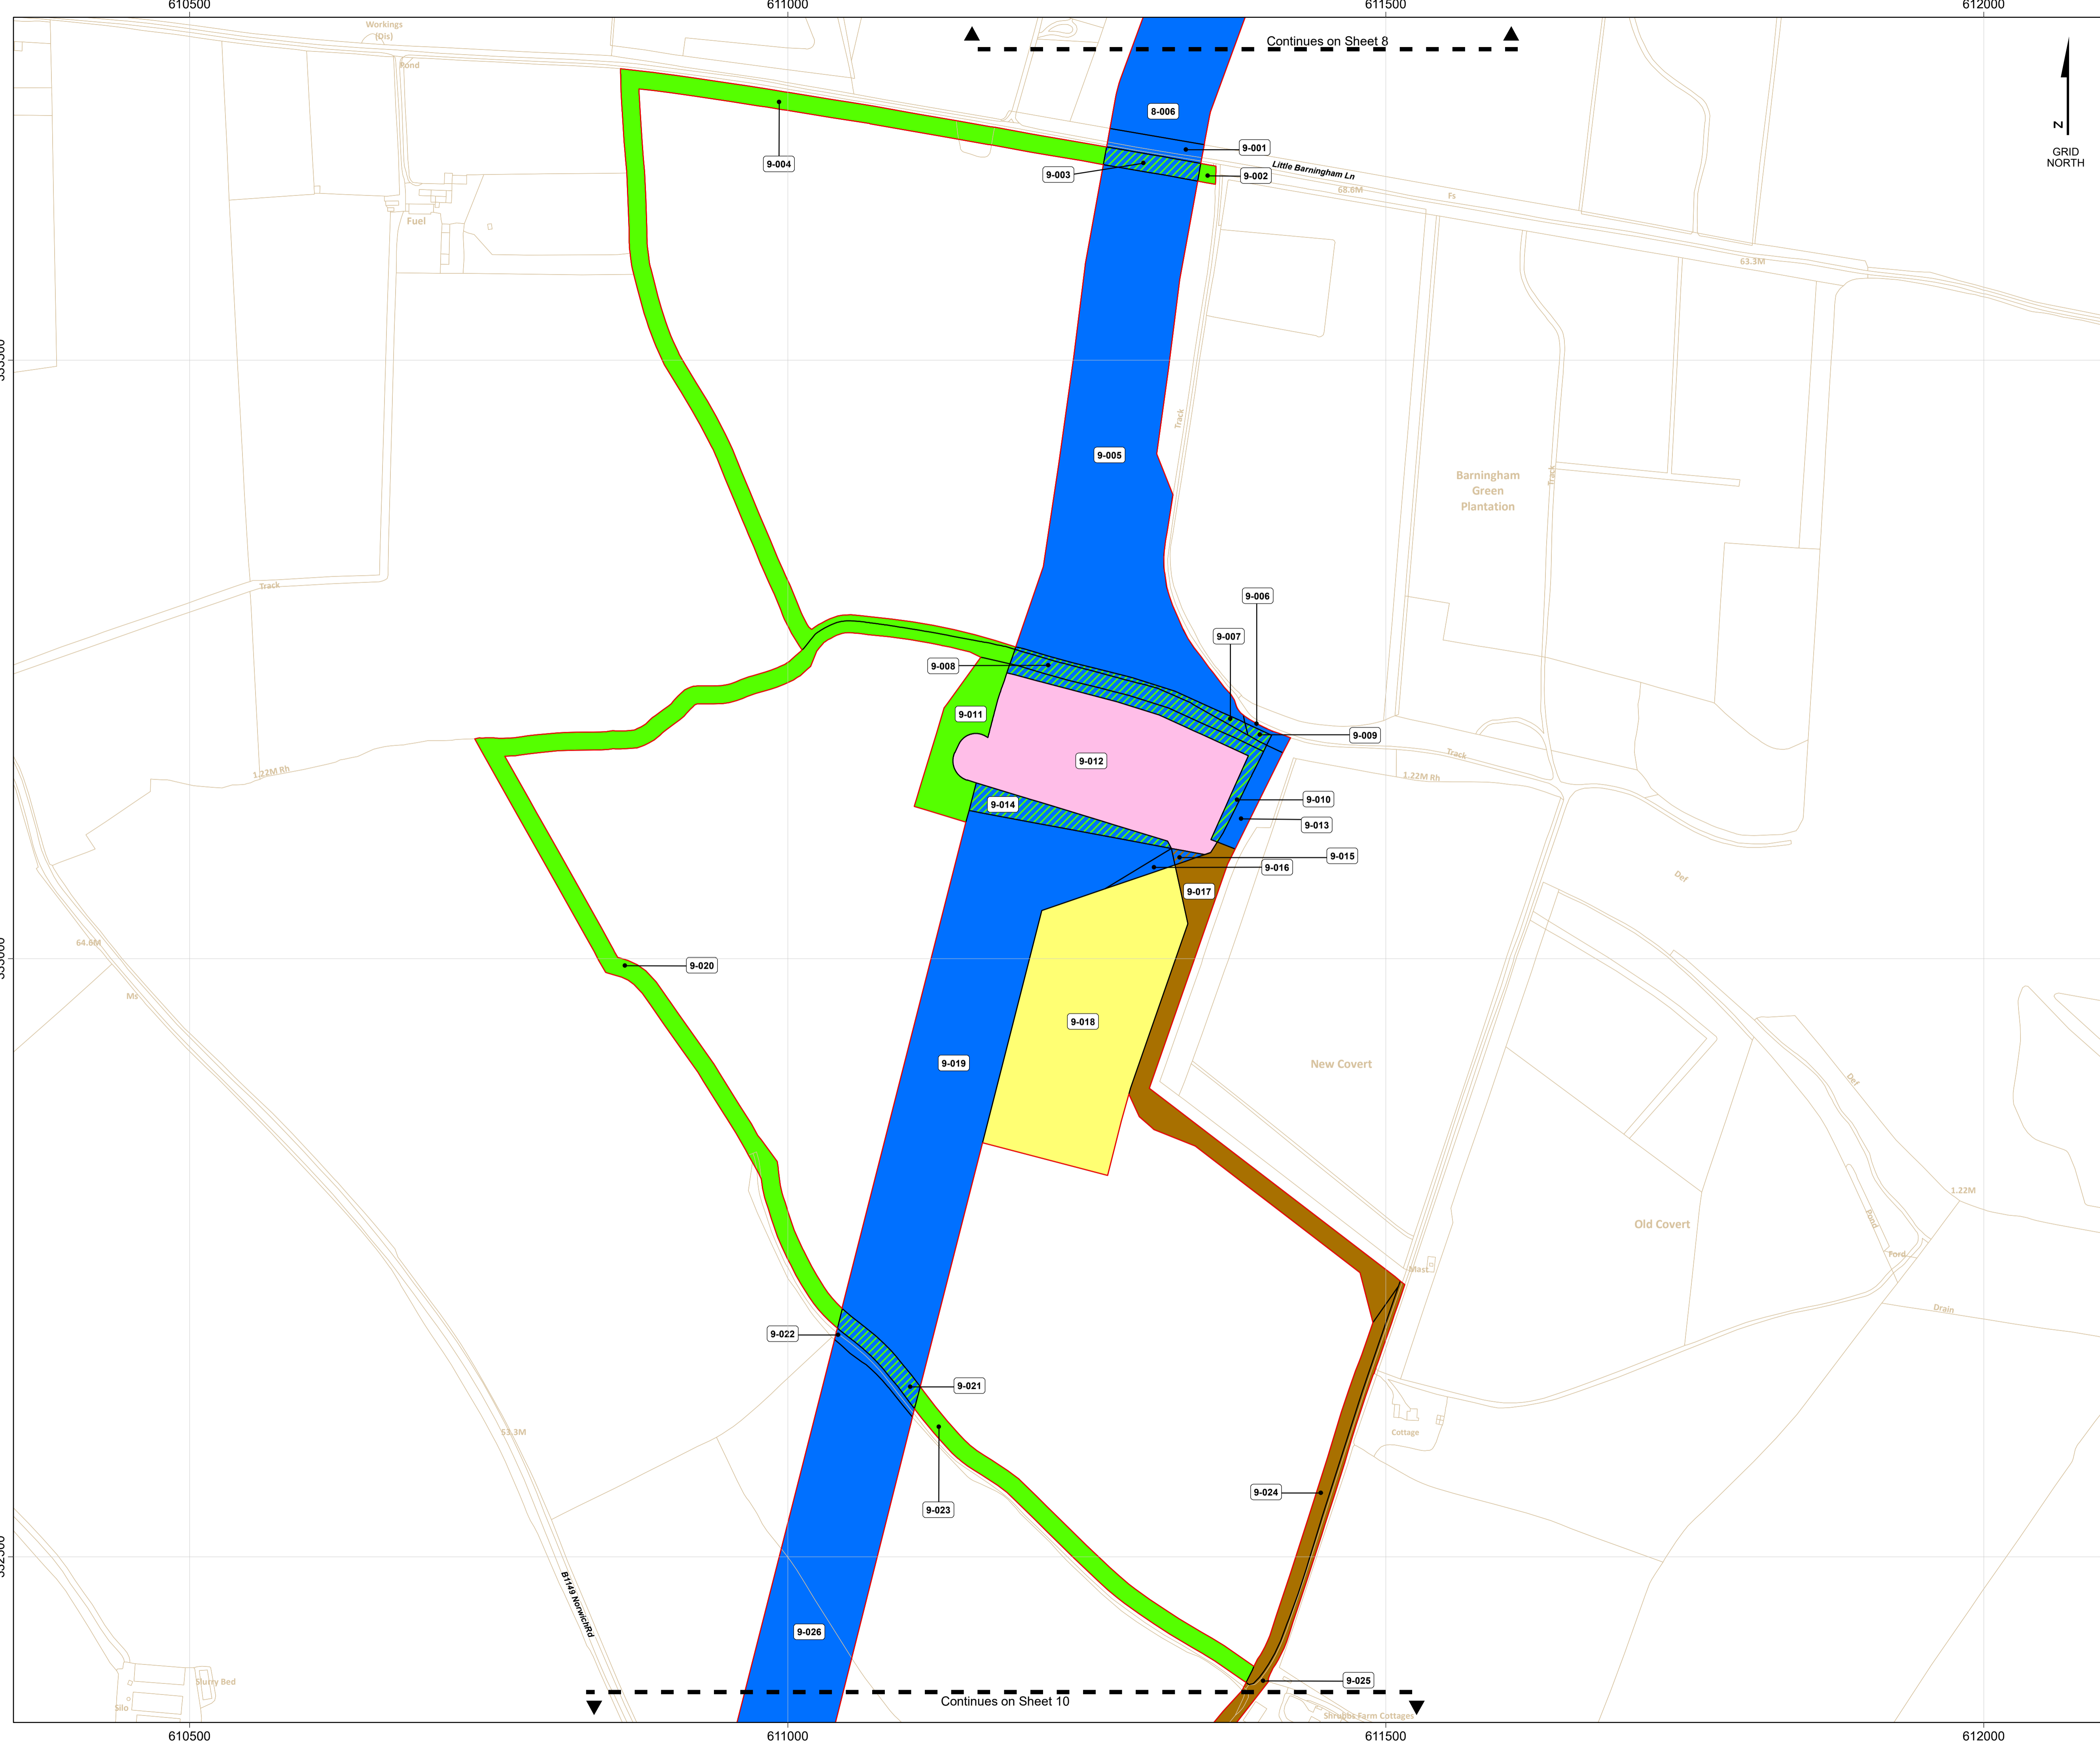 610500
611000
611500
612000
Workings
(Dis)
Pond
Continues on Sheet 8
Z
GRID
NORTH
8-006
9-001
9-004
9-003
9-002
Little Barningham Ln
68.6M
Fs
Fuel
63.3M
Track
9-005
Barningham
Green
Plantation
Track
Track
9-006
9-007
9-008
9-011
9-009
9-012
Track
1.22M Rh
1.22M Rh
9-014
9-010
9-013
9-015
9-016
9-017
Def
64.6M
9-020
Ms
9-018
9-019
New Covert
Def
1.22M
Old Covert
Pond
Ford
Mast
Drain
9-022
9-021
53.3M
Cottage
9-024
9-023
B1149 NorwichRd
9-026
Slurry Bed
9-025
Silo
Continues on Sheet 10
Shrubbs Farm Cottages
610500
611000
611500
612000